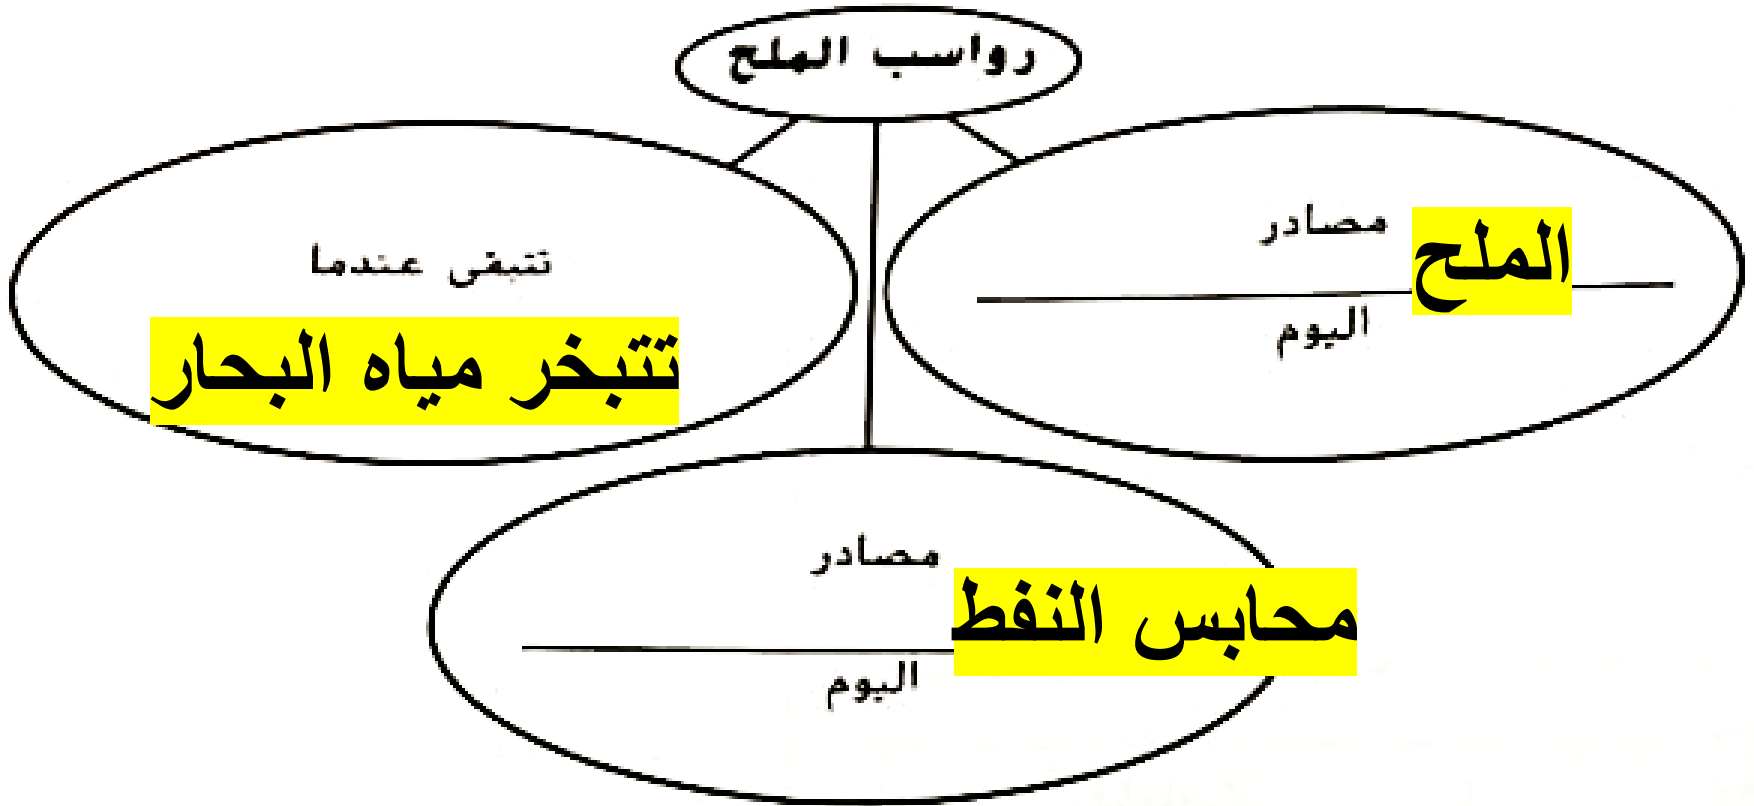 رواسب الملح
مصادر
الملح
اليوم
تتبقى عندما
تتبخر مياه البحار
مصادر
محابس النفط
اليوم